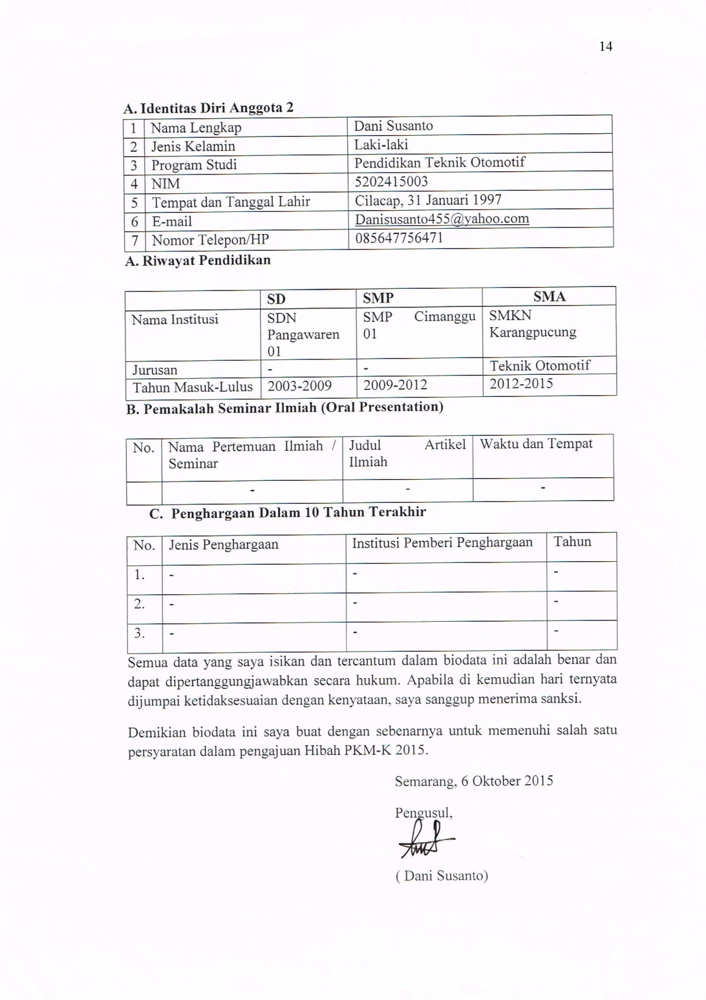 14
A. Identitas Diri Anggota 2
1 Nama Lengkap Dani Susanto
2 Jenis Kelamin Laki-laki
3 Program Studi Pendidikan Teknik Otomotif
4 NIM 5202415003
5 Tempat dan Tanggal Lahir Cilacap, 31 Januari 1997
6 E-mail Danisusanto455@yahoo.com
7 Nomor Telepon/HP 085647756471
A. Riwayat Pendidikan
SD SMP SMA
Nama Institusi SDN SMP Cimanggu SMKN
Pangawaren 01 Karangpucung
01
Jurusan - - Teknik Otomotif
Tahun Masuk-Lulus 2003-2009 2009-2012 2012-2015
B. Pemakalah Seminar Ilmiah (Oral Presentation)
No. Nama Pertemuan Ilmiah / Judul Artikel Waktu dan Tempat
Seminar Ilmiah
- - -
C. Penghargaan Dalam 10 Tahun Terakhir
No. Jenis Penghargaan Institusi Pemberi Penghargaan Tahun
1. - - -
2. - - -
3. - - -
Semua data yang saya isikan dan tercantum dalam biodata ini adalah benar dan
dapat dipertanggungjawabkan secara hukum. Apabila di kemudian hari ternyata
dijumpai ketidaksesuaian dengan kenyataan, saya sanggup menerima sanksi.
Demikian biodata ini saya buat dengan sebenarnya untuk memenuhi salah satu
persyaratan dalam pengajuan Hibah PKM-K 2015.
Semarang, 6 Oktober 2015
Pengusul,
( Dani Susanto)